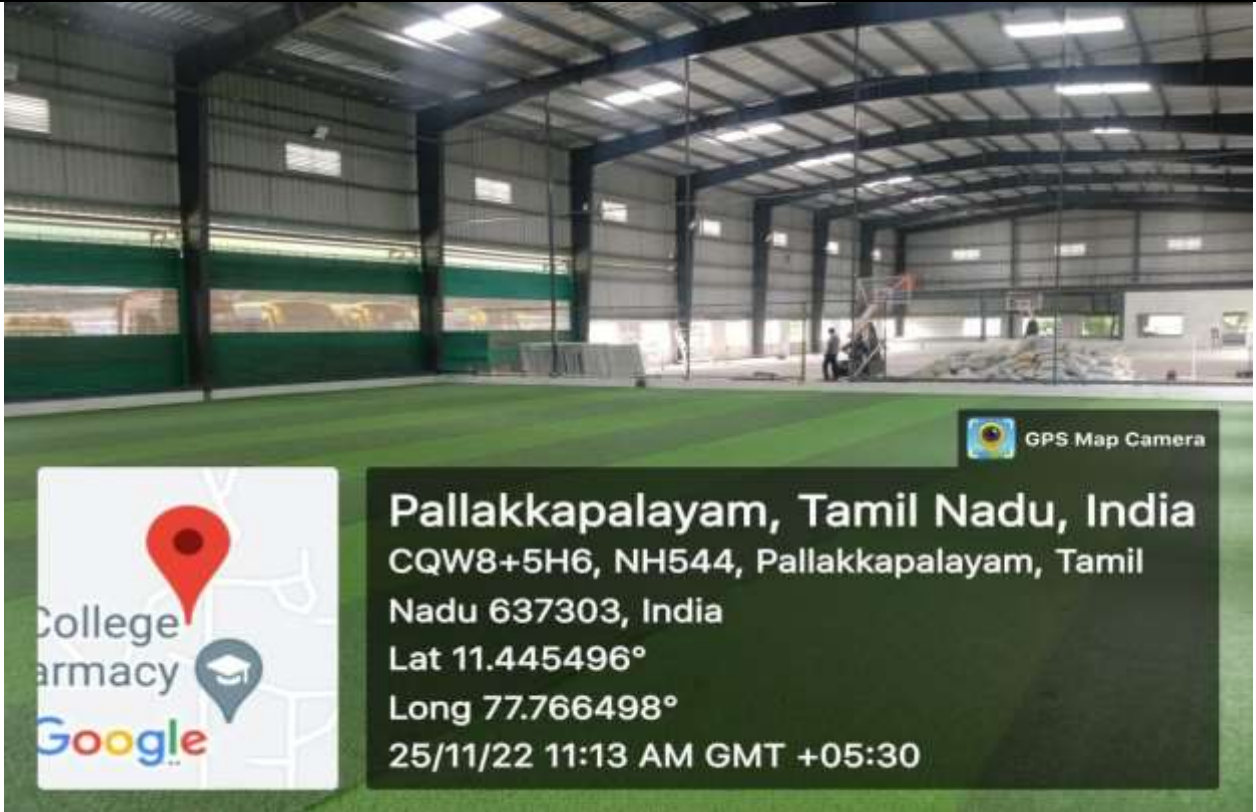 GPS Map Camera
Pallakkapalayam, Tamil Nadu, India
CQW8+5H6, NH544, Pallakkapalayam, Tamil
Nadu 637303, India
Lat 11.445496°
Long 77.766498°
25/11/22 11:13 AM GMT +05:30
College
armacy
Google